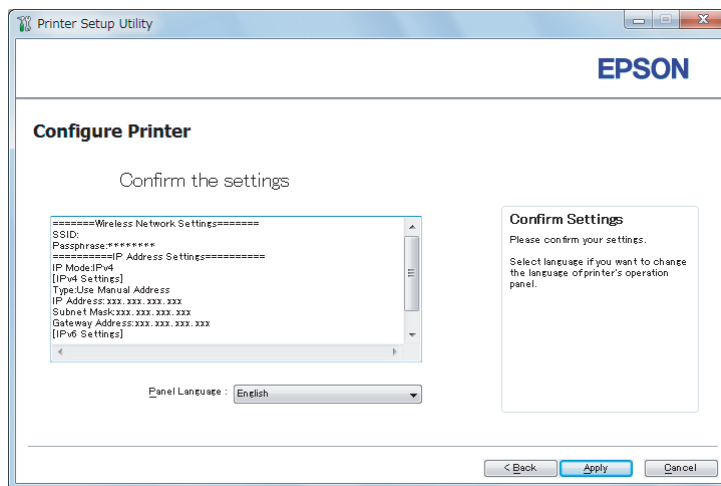 Printer Setup Utility
EPSON
Configure Printer
Confirm the settings
=======Wireless Network Settings=======
SSID:
Passphrase:********
==========IP Address Settings==========
IP Mode:IPv4
[IPv4 Settings]
Type:Use Manual Address
IP Address:xxx.xxx.xxx.xxx
Subnet Mask:xxx.xxx.xxx.xxx
Gateway Address:xxx.xxx.xxx.xxx
[IPv6 Settings]
Confirm Settings
Please confirm your settings.
Select language if you want to change
the language of printer's operation
panel.
Panel Language : English
< Back Apply Cancel